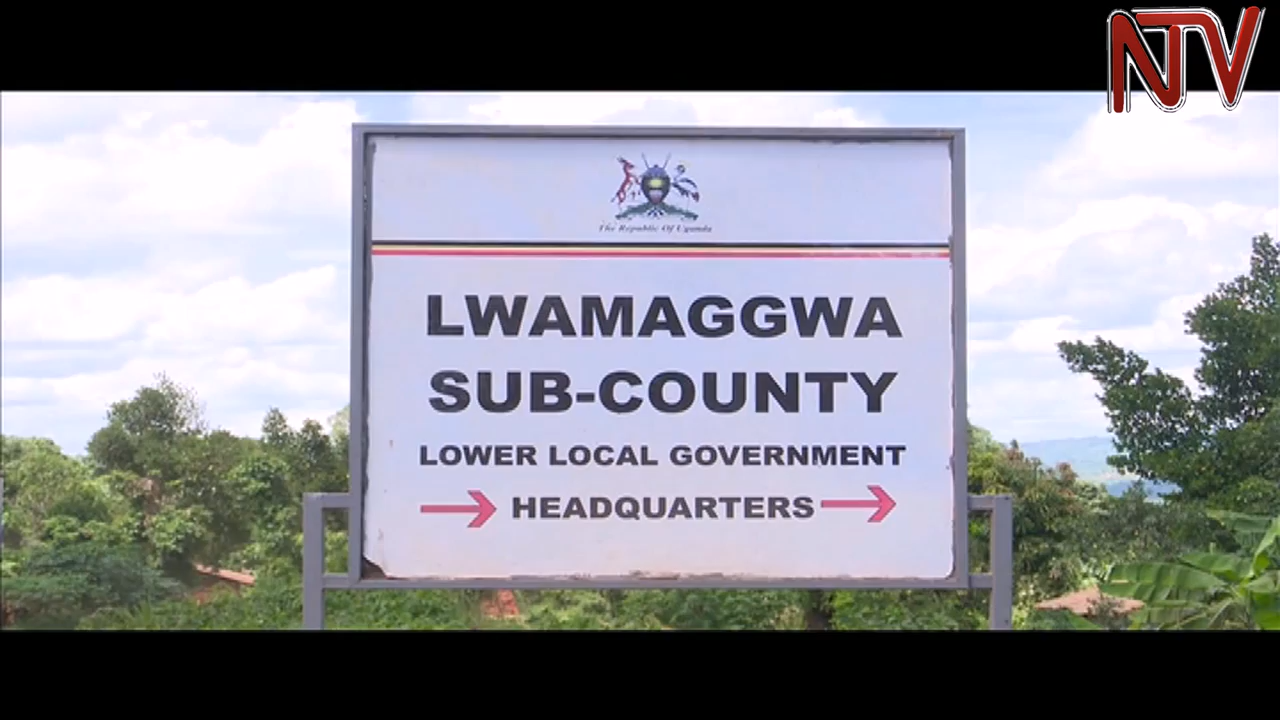 NTV
The Republic Of Uganda
LWAMAGGWA
SUB-COUNTY
LOWER LOCAL GOVERNMENT
HEADQUARTERS